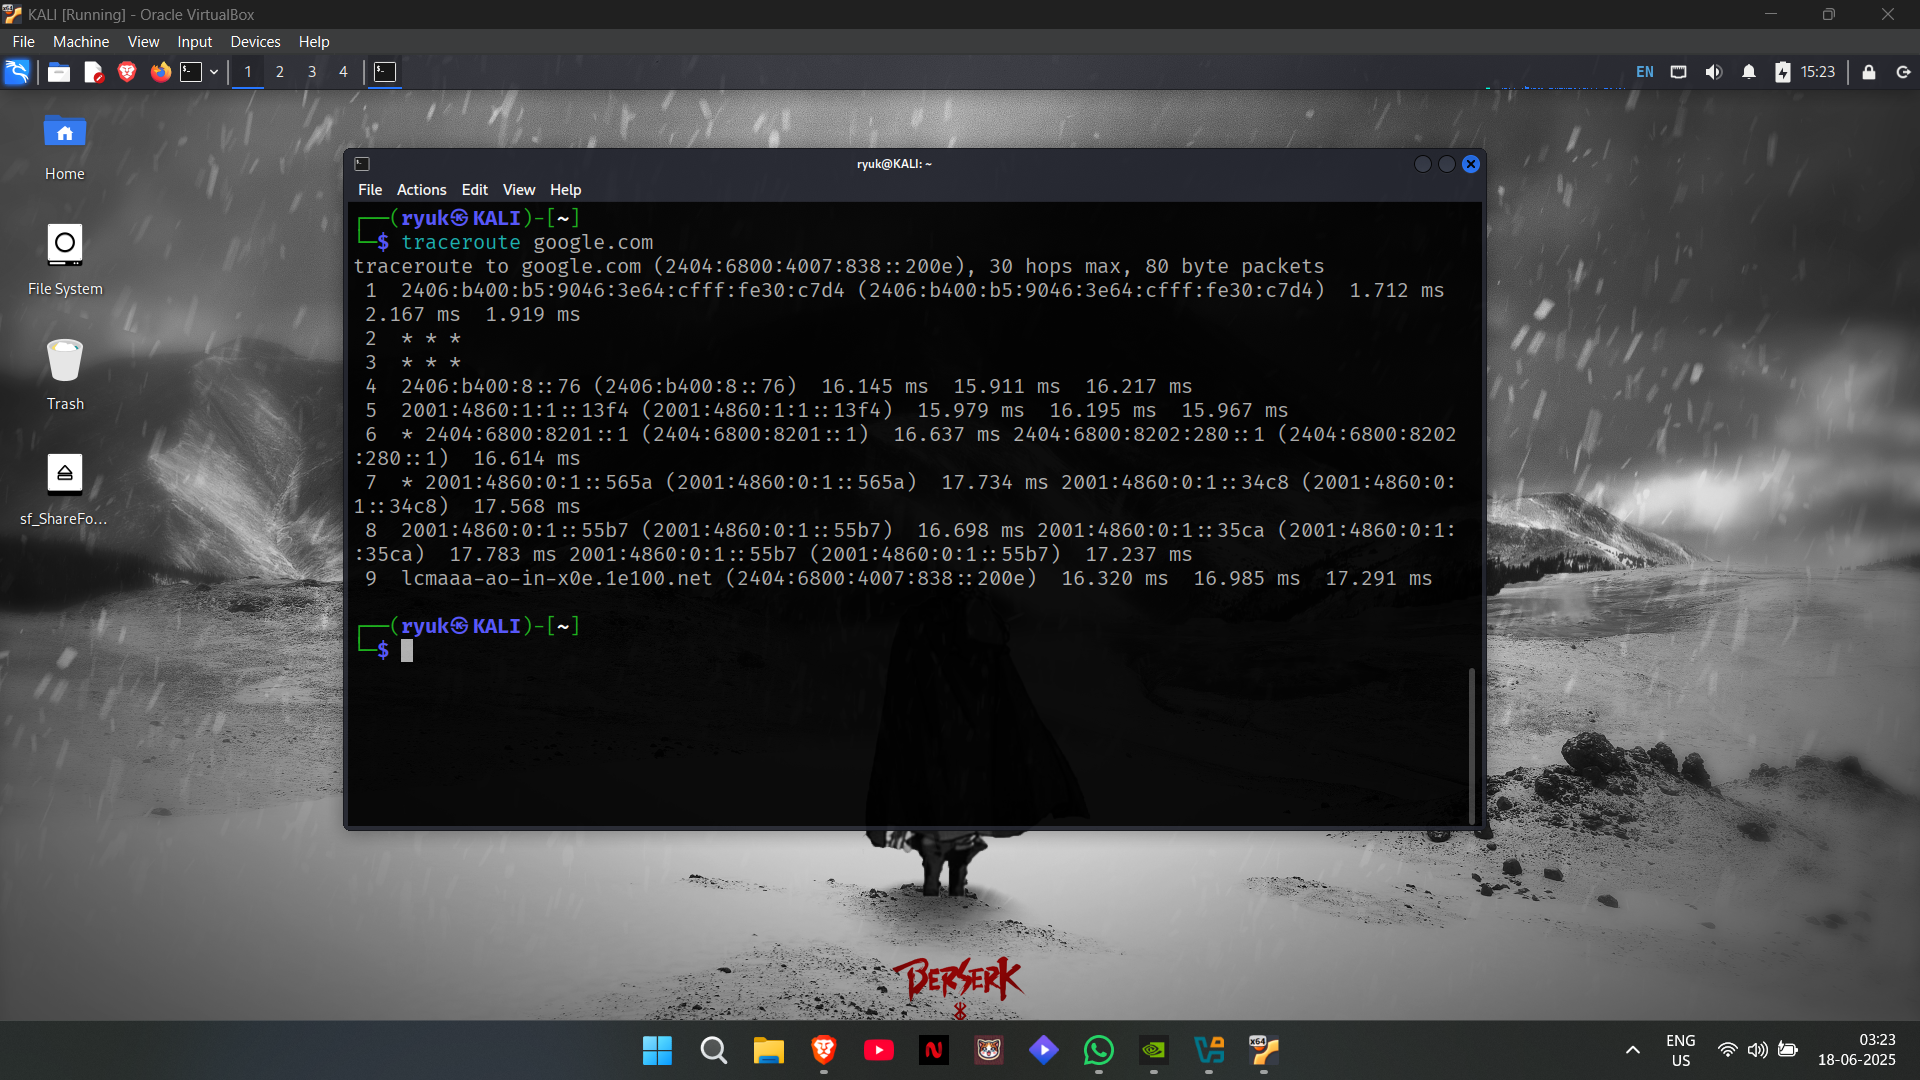 KALI [Running] - Oracle VirtualBox
File Machine View Input Devices Help
1 2 3 4
EN 15:23
Home
File System
Trash
sf_ShareFo...
ryuk@KALI: ~
File Actions Edit View Help
┌──(ryuk㉿KALI)-[~]
└─$ traceroute google.com
traceroute to google.com (2404:6800:4007:838::200e), 30 hops max, 80 byte packets
 1  2406:b400:b5:9046:3e64:cfff:fe30:c7d4 (2406:b400:b5:9046:3e64:cfff:fe30:c7d4)  1.712 ms
 2.167 ms  1.919 ms
 2  * * *
 3  * * *
 4  2406:b400:8::76 (2406:b400:8::76)  16.145 ms  15.911 ms  16.217 ms
 5  2001:4860:1:1::13f4 (2001:4860:1:1::13f4)  15.979 ms  16.195 ms  15.967 ms
 6  * 2404:6800:8201::1 (2404:6800:8201::1)  16.637 ms 2404:6800:8202:280::1 (2404:6800:8202
:280::1)  16.614 ms
 7  * 2001:4860:0:1::565a (2001:4860:0:1::565a)  17.734 ms 2001:4860:0:1::34c8 (2001:4860:0:
1::34c8)  17.568 ms
 8  2001:4860:0:1::55b7 (2001:4860:0:1::55b7)  16.698 ms 2001:4860:0:1::35ca (2001:4860:0:1:
:35ca)  17.783 ms 2001:4860:0:1::55b7 (2001:4860:0:1::55b7)  17.237 ms
 9  lcmaaa-ao-in-x0e.1e100.net (2404:6800:4007:838::200e)  16.320 ms  16.985 ms  17.291 ms
┌──(ryuk㉿KALI)-[~]
└─$
BERSERK
x64
ENG
US
03:23
18-06-2025